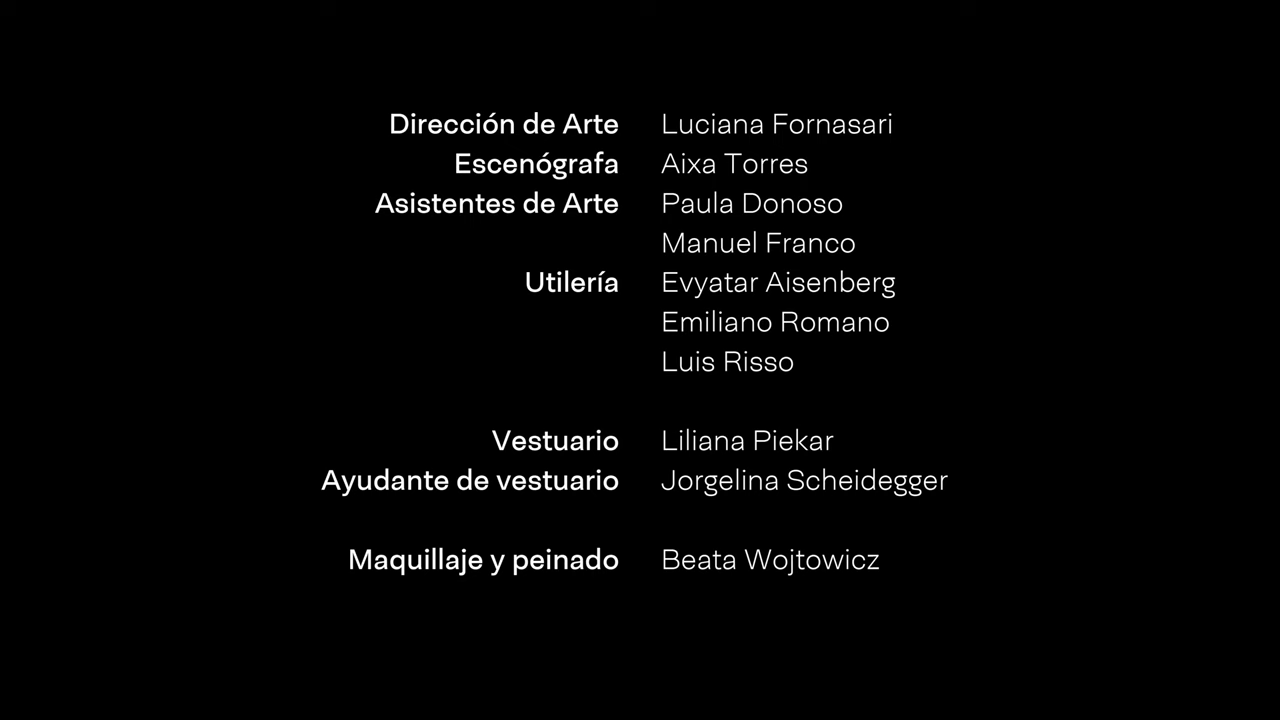 Dirección de Arte Luciana Fornasari
Escenógrafa Aixa Torres
Asistentes de Arte Paula Donoso
Manuel Franco
Utilería Evyatar Aisenberg
Emiliano Romano
Luis Risso
Vestuario Liliana Piekar
Ayudante de vestuario Jorgelina Scheidegger
Maquillaje y peinado Beata Wojtowicz